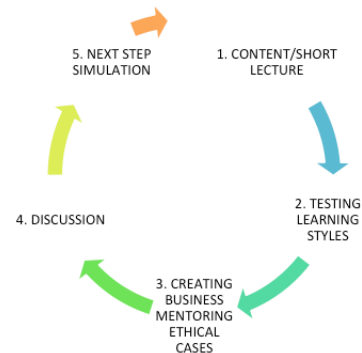 1. CONTENT/SHORT
LECTURE
2. TESTING
LEARNING
STYLES
3. CREATING
BUSINESS
MENTORING
ETHICAL
CASES
4. DISCUSSION
5. NEXT STEP
SIMULATION